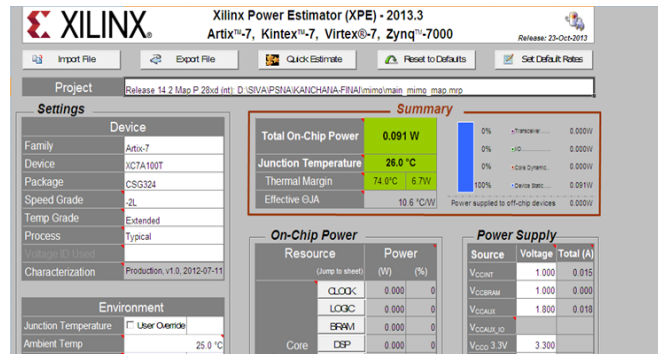 XILINX®
Xilinx Power Estimator (XPE) - 2013.3
Artix™-7, Kintex™-7, Virtex®-7, Zynq™-7000
Release: 23-Oct-2013
Import File
Export File
Quick Estimate
Reset to Defaults
Set Default Rates
Project
Release 14.2 Map P.28xd (nt); D:\SIVA\PSNA\KANCHANA-FINAL\mimo\main_mimo_map.mrp
Settings
Device
Family Artix-7
Device XC7A100T
Package CSG324
Speed Grade -2L
Temp Grade Extended
Process Typical
Voltage ID Used
Characterization Production, v1.0, 2012-07-11
Environment
Junction Temperature User Override
Ambient Temp 25.0 °C
Summary
Total On-Chip Power 0.091 W
Junction Temperature 26.0 °C
Thermal Margin 74.0°C 6.7W
Effective ΘJA 10.6 °C/W
0% Transceiver 0.000W
0% I/O 0.000W
0% Core Dynamic 0.000W
100% Device Static 0.091W
Power supplied to off-chip devices 0.000W
On-Chip Power
Resource Power
(Jump to sheet) (W) (%)
CLOCK 0.000 0
LOGIC 0.000 0
BRAM 0.000 0
Core DSP 0.000 0
Power Supply
Source Voltage Total (A)
VCCINT 1.000 0.015
VCCBRAM 1.000 0.000
VCCAUX 1.800 0.018
VCCAUX_IO
VCCO 3.3V 3.300